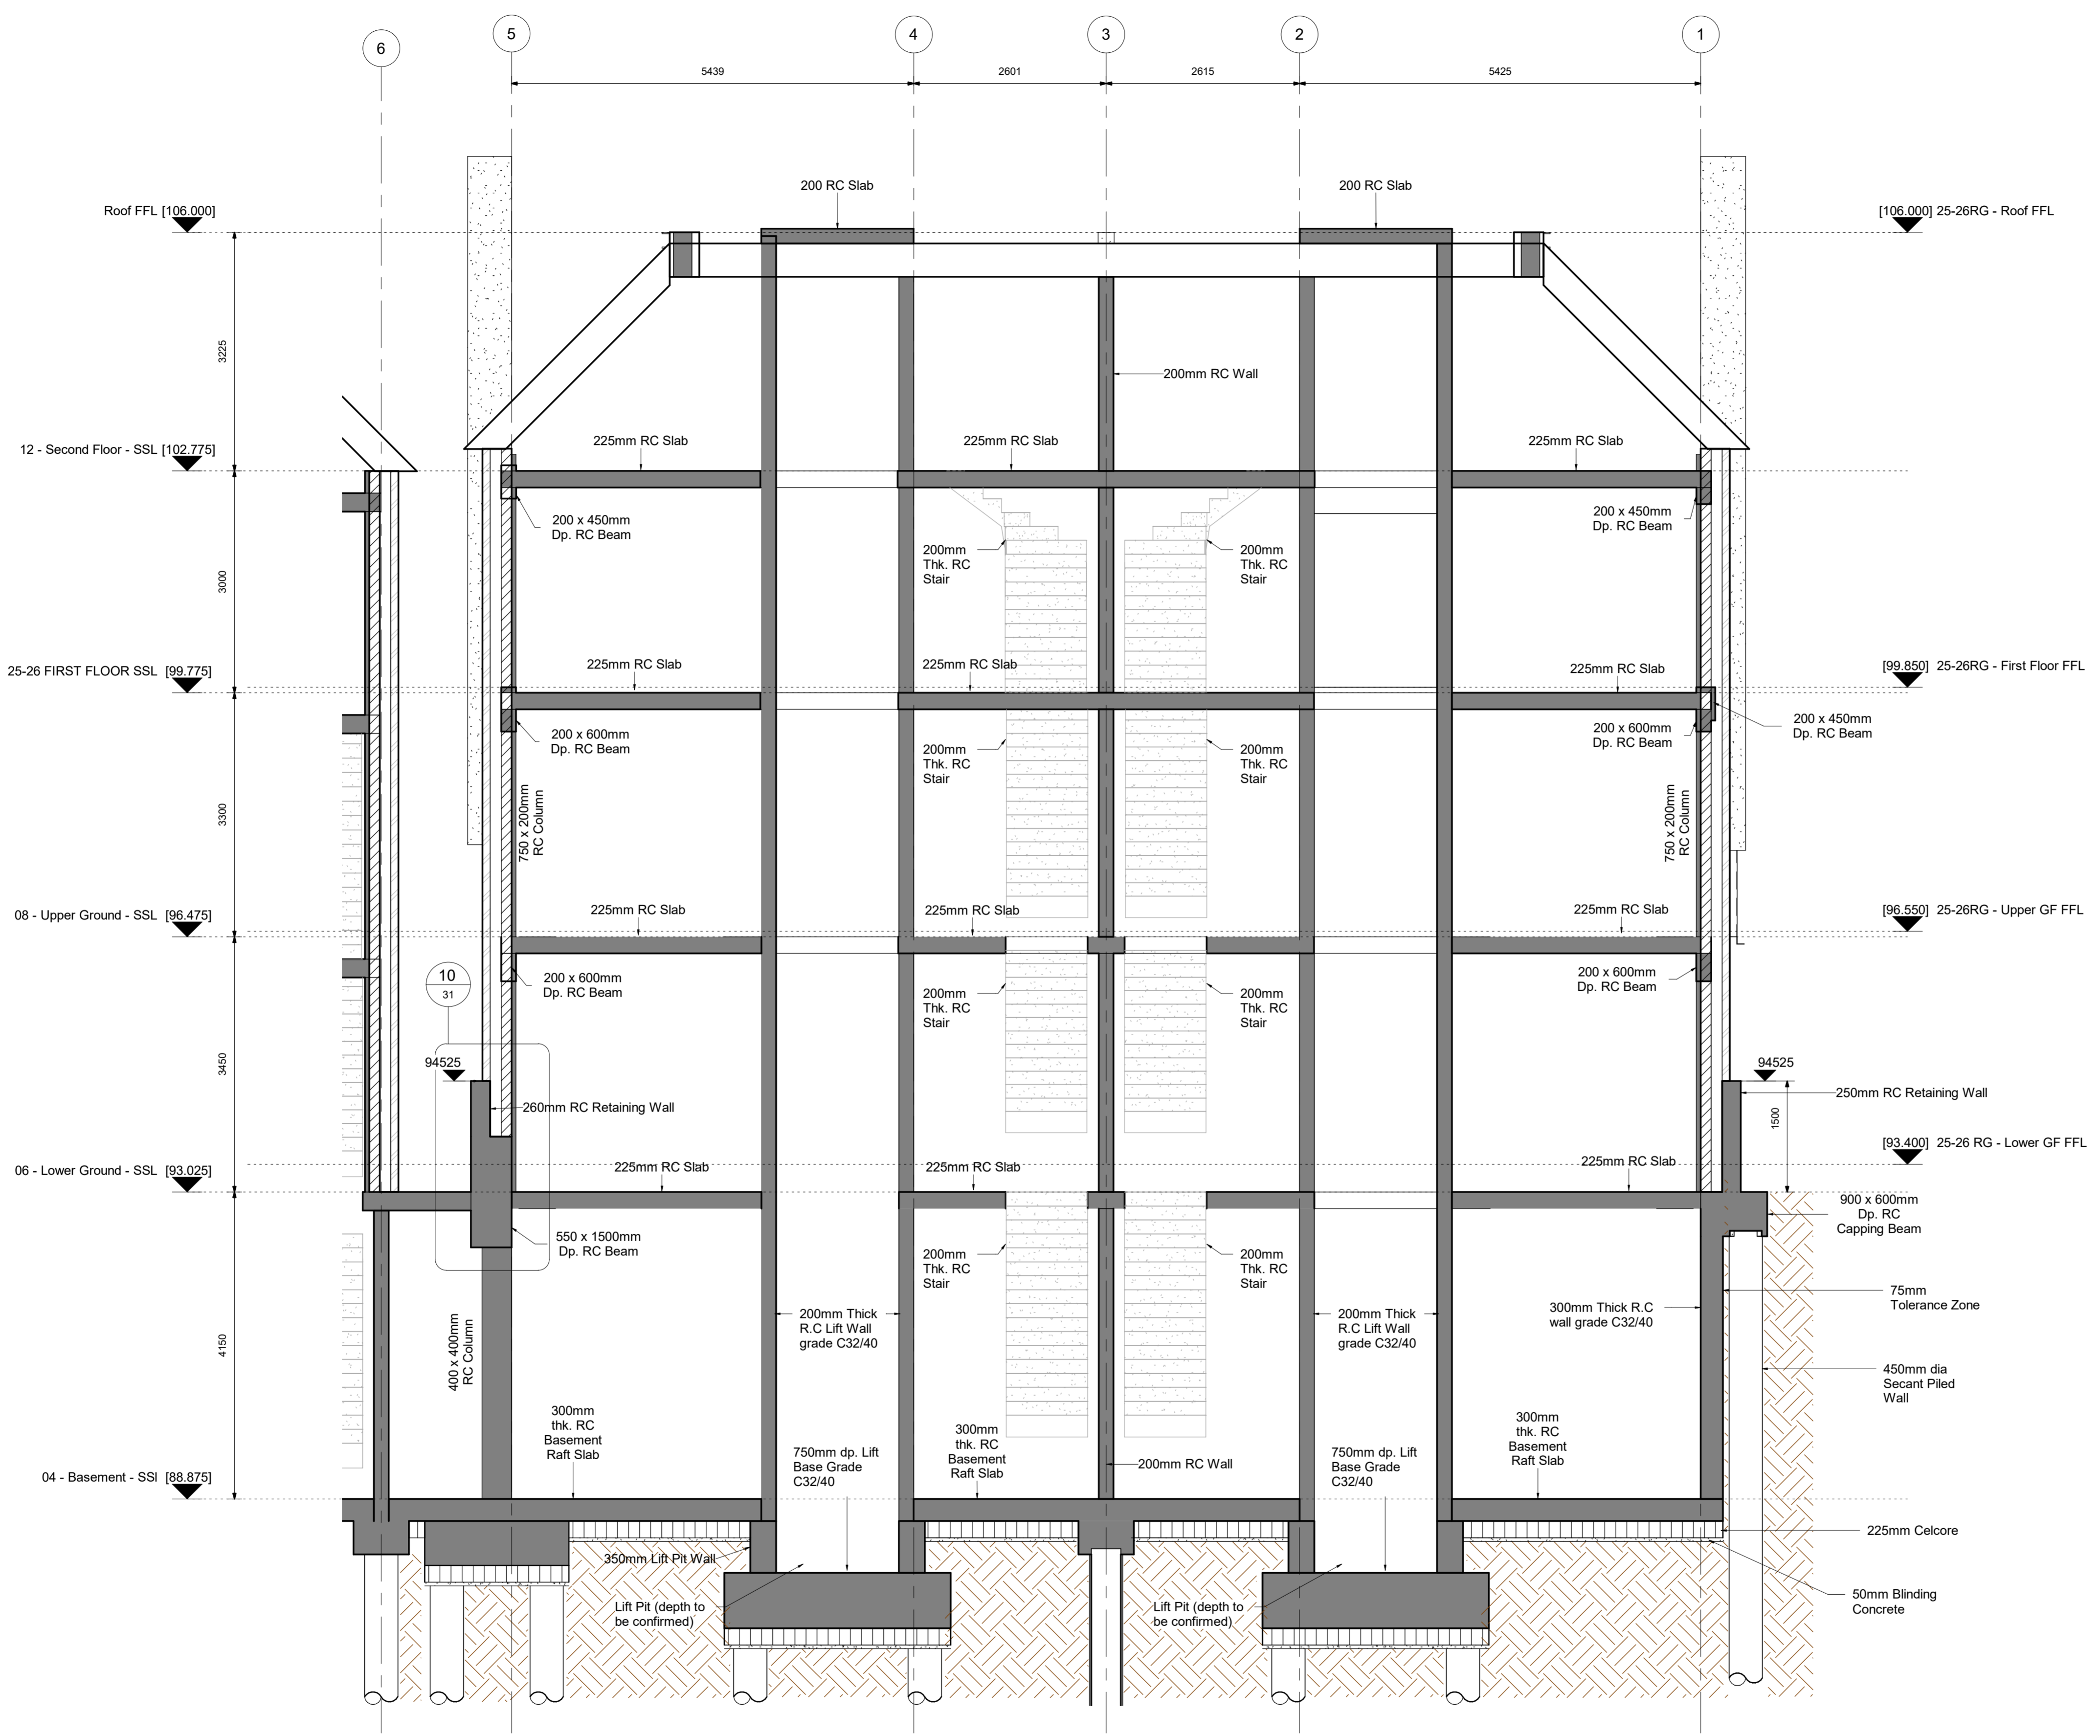 6
5
4
3
2
1
5439
2601
2615
5425
200 RC Slab
200 RC Slab
Roof FFL [106.000]
[106.000] 25-26RG - Roof FFL
3225
200mm RC Wall
12 - Second Floor - SSL [102.775]
225mm RC Slab
225mm RC Slab
225mm RC Slab
200 x 450mm
Dp. RC Beam
200 x 450mm
Dp. RC Beam
200mm
Thk. RC
Stair
200mm
Thk. RC
Stair
3000
25-26 FIRST FLOOR SSL [99.775]
225mm RC Slab
225mm RC Slab
225mm RC Slab
[99.850] 25-26RG - First Floor FFL
200 x 600mm
Dp. RC Beam
200mm
Thk. RC
Stair
200mm
Thk. RC
Stair
200 x 600mm
Dp. RC Beam
200 x 450mm
Dp. RC Beam
3300
750 x 200mm
RC Column
750 x 200mm
RC Column
08 - Upper Ground - SSL [96.475]
225mm RC Slab
225mm RC Slab
225mm RC Slab
[96.550] 25-26RG - Upper GF FFL
10
31
200 x 600mm
Dp. RC Beam
200mm
Thk. RC
Stair
200mm
Thk. RC
Stair
200 x 600mm
Dp. RC Beam
3450
94525
94525
260mm RC Retaining Wall
250mm RC Retaining Wall
1500
06 - Lower Ground - SSL [93.025]
225mm RC Slab
225mm RC Slab
225mm RC Slab
[93.400] 25-26 RG - Lower GF FFL
550 x 1500mm
Dp. RC Beam
200mm
Thk. RC
Stair
200mm
Thk. RC
Stair
900 x 600mm
Dp. RC
Capping Beam
4150
400 x 400mm
RC Column
200mm Thick
R.C Lift Wall
grade C32/40
200mm Thick
R.C Lift Wall
grade C32/40
300mm Thick R.C
wall grade C32/40
75mm
Tolerance Zone
450mm dia
Secant Piled
Wall
04 - Basement - SSl [88.875]
300mm
thk. RC
Basement
Raft Slab
750mm dp. Lift
Base Grade
C32/40
300mm
thk. RC
Basement
Raft Slab
200mm RC Wall
750mm dp. Lift
Base Grade
C32/40
300mm
thk. RC
Basement
Raft Slab
225mm Celcore
350mm Lift Pit Wall
Lift Pit (depth to
be confirmed)
Lift Pit (depth to
be confirmed)
50mm Blinding
Concrete